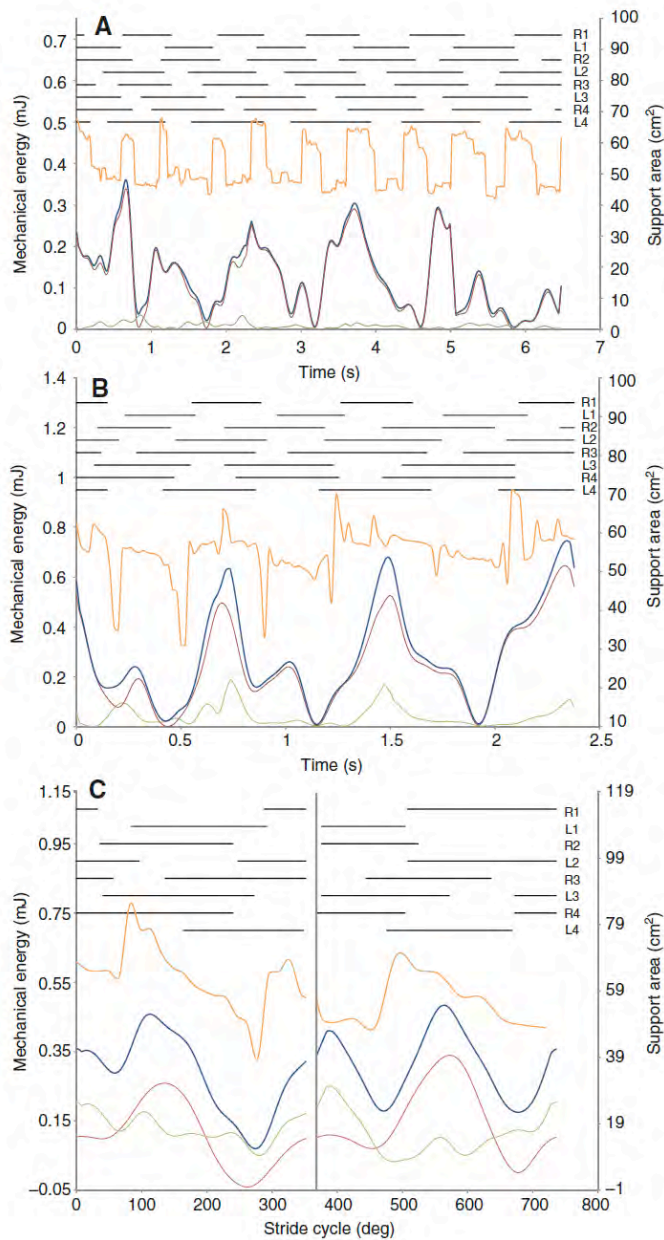 A
Mechanical energy (mJ)
0.7
0.6
0.5
0.4
0.3
0.2
0.1
0
R1
L1
R2
L2
R3
L3
R4
L4
100
90
80
70
60
50
40
30
20
10
0
Support area (cm²)
0 1 2 3 4 5 6 7
Time (s)
B
Mechanical energy (mJ)
1.4
1.2
1
0.8
0.6
0.4
0.2
0
R1
L1
R2
L2
R3
L3
R4
L4
100
90
80
70
60
50
40
30
20
10
Support area (cm²)
0 0.5 1 1.5 2 2.5
Time (s)
C
Mechanical energy (mJ)
1.15
0.95
0.75
0.55
0.35
0.15
−0.05
R1
L1
R2
L2
R3
L3
R4
L4
119
99
79
59
39
19
−1
Support area (cm²)
0 100 200 300 400 500 600 700 800
Stride cycle (deg)